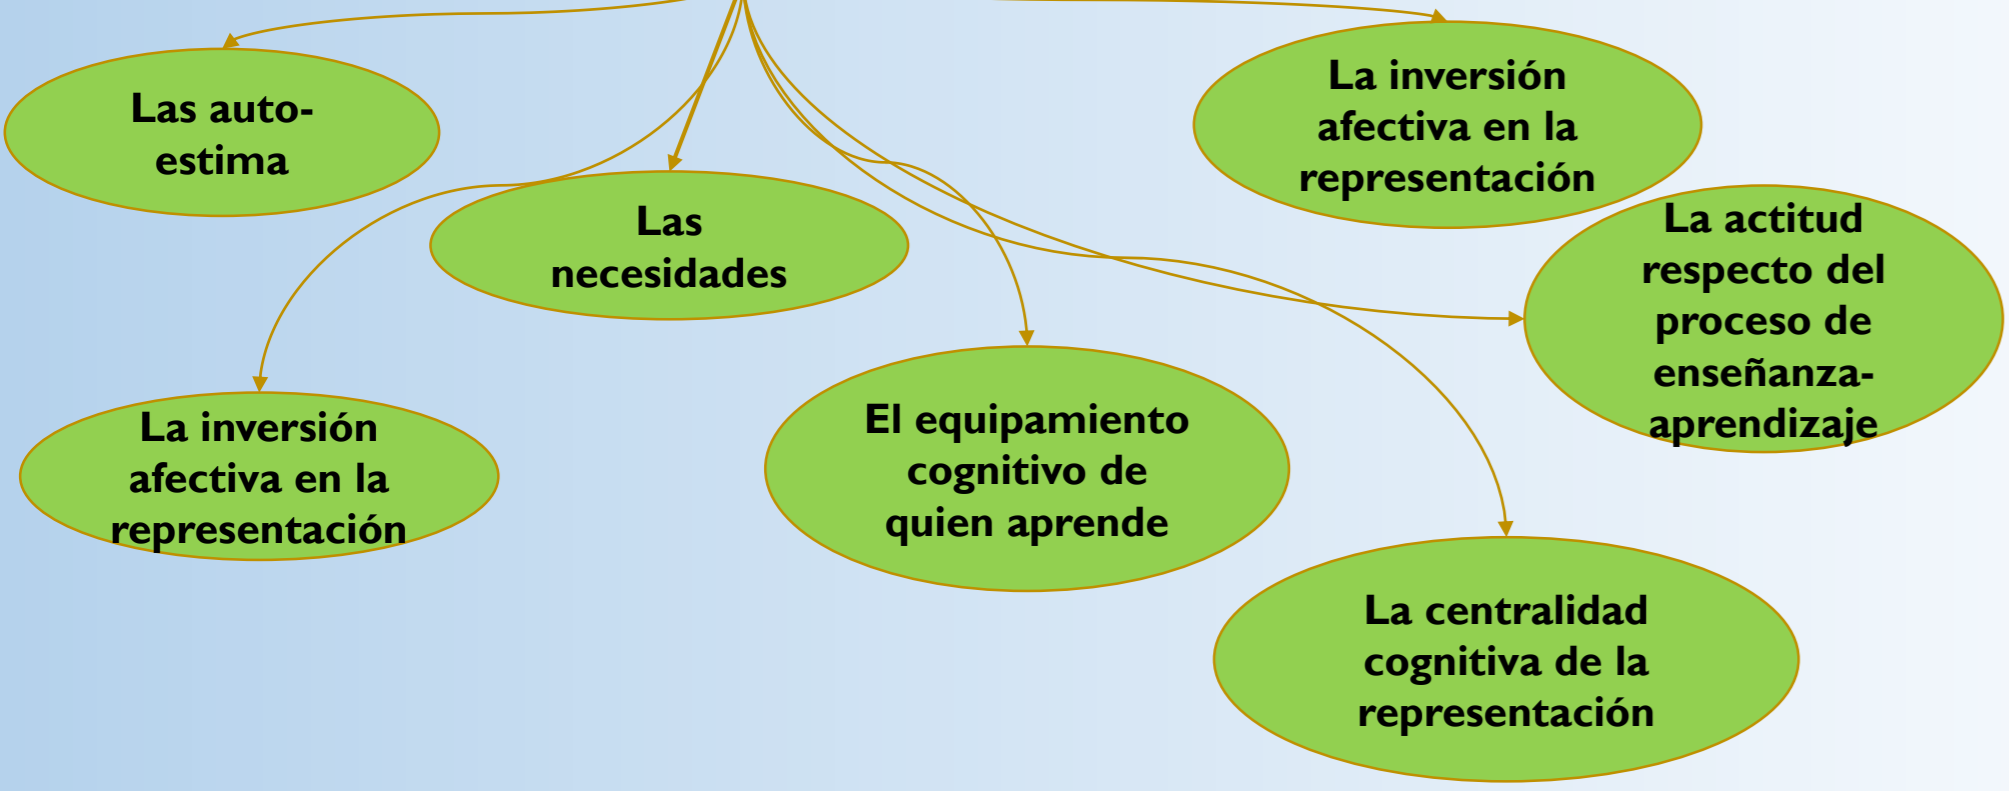 Las auto-
estima
La inversión
afectiva en la
representación
Las
necesidades
La actitud
respecto del
proceso de
enseñanza-
aprendizaje
La inversión
afectiva en la
representación
El equipamiento
cognitivo de
quien aprende
La centralidad
cognitiva de la
representación